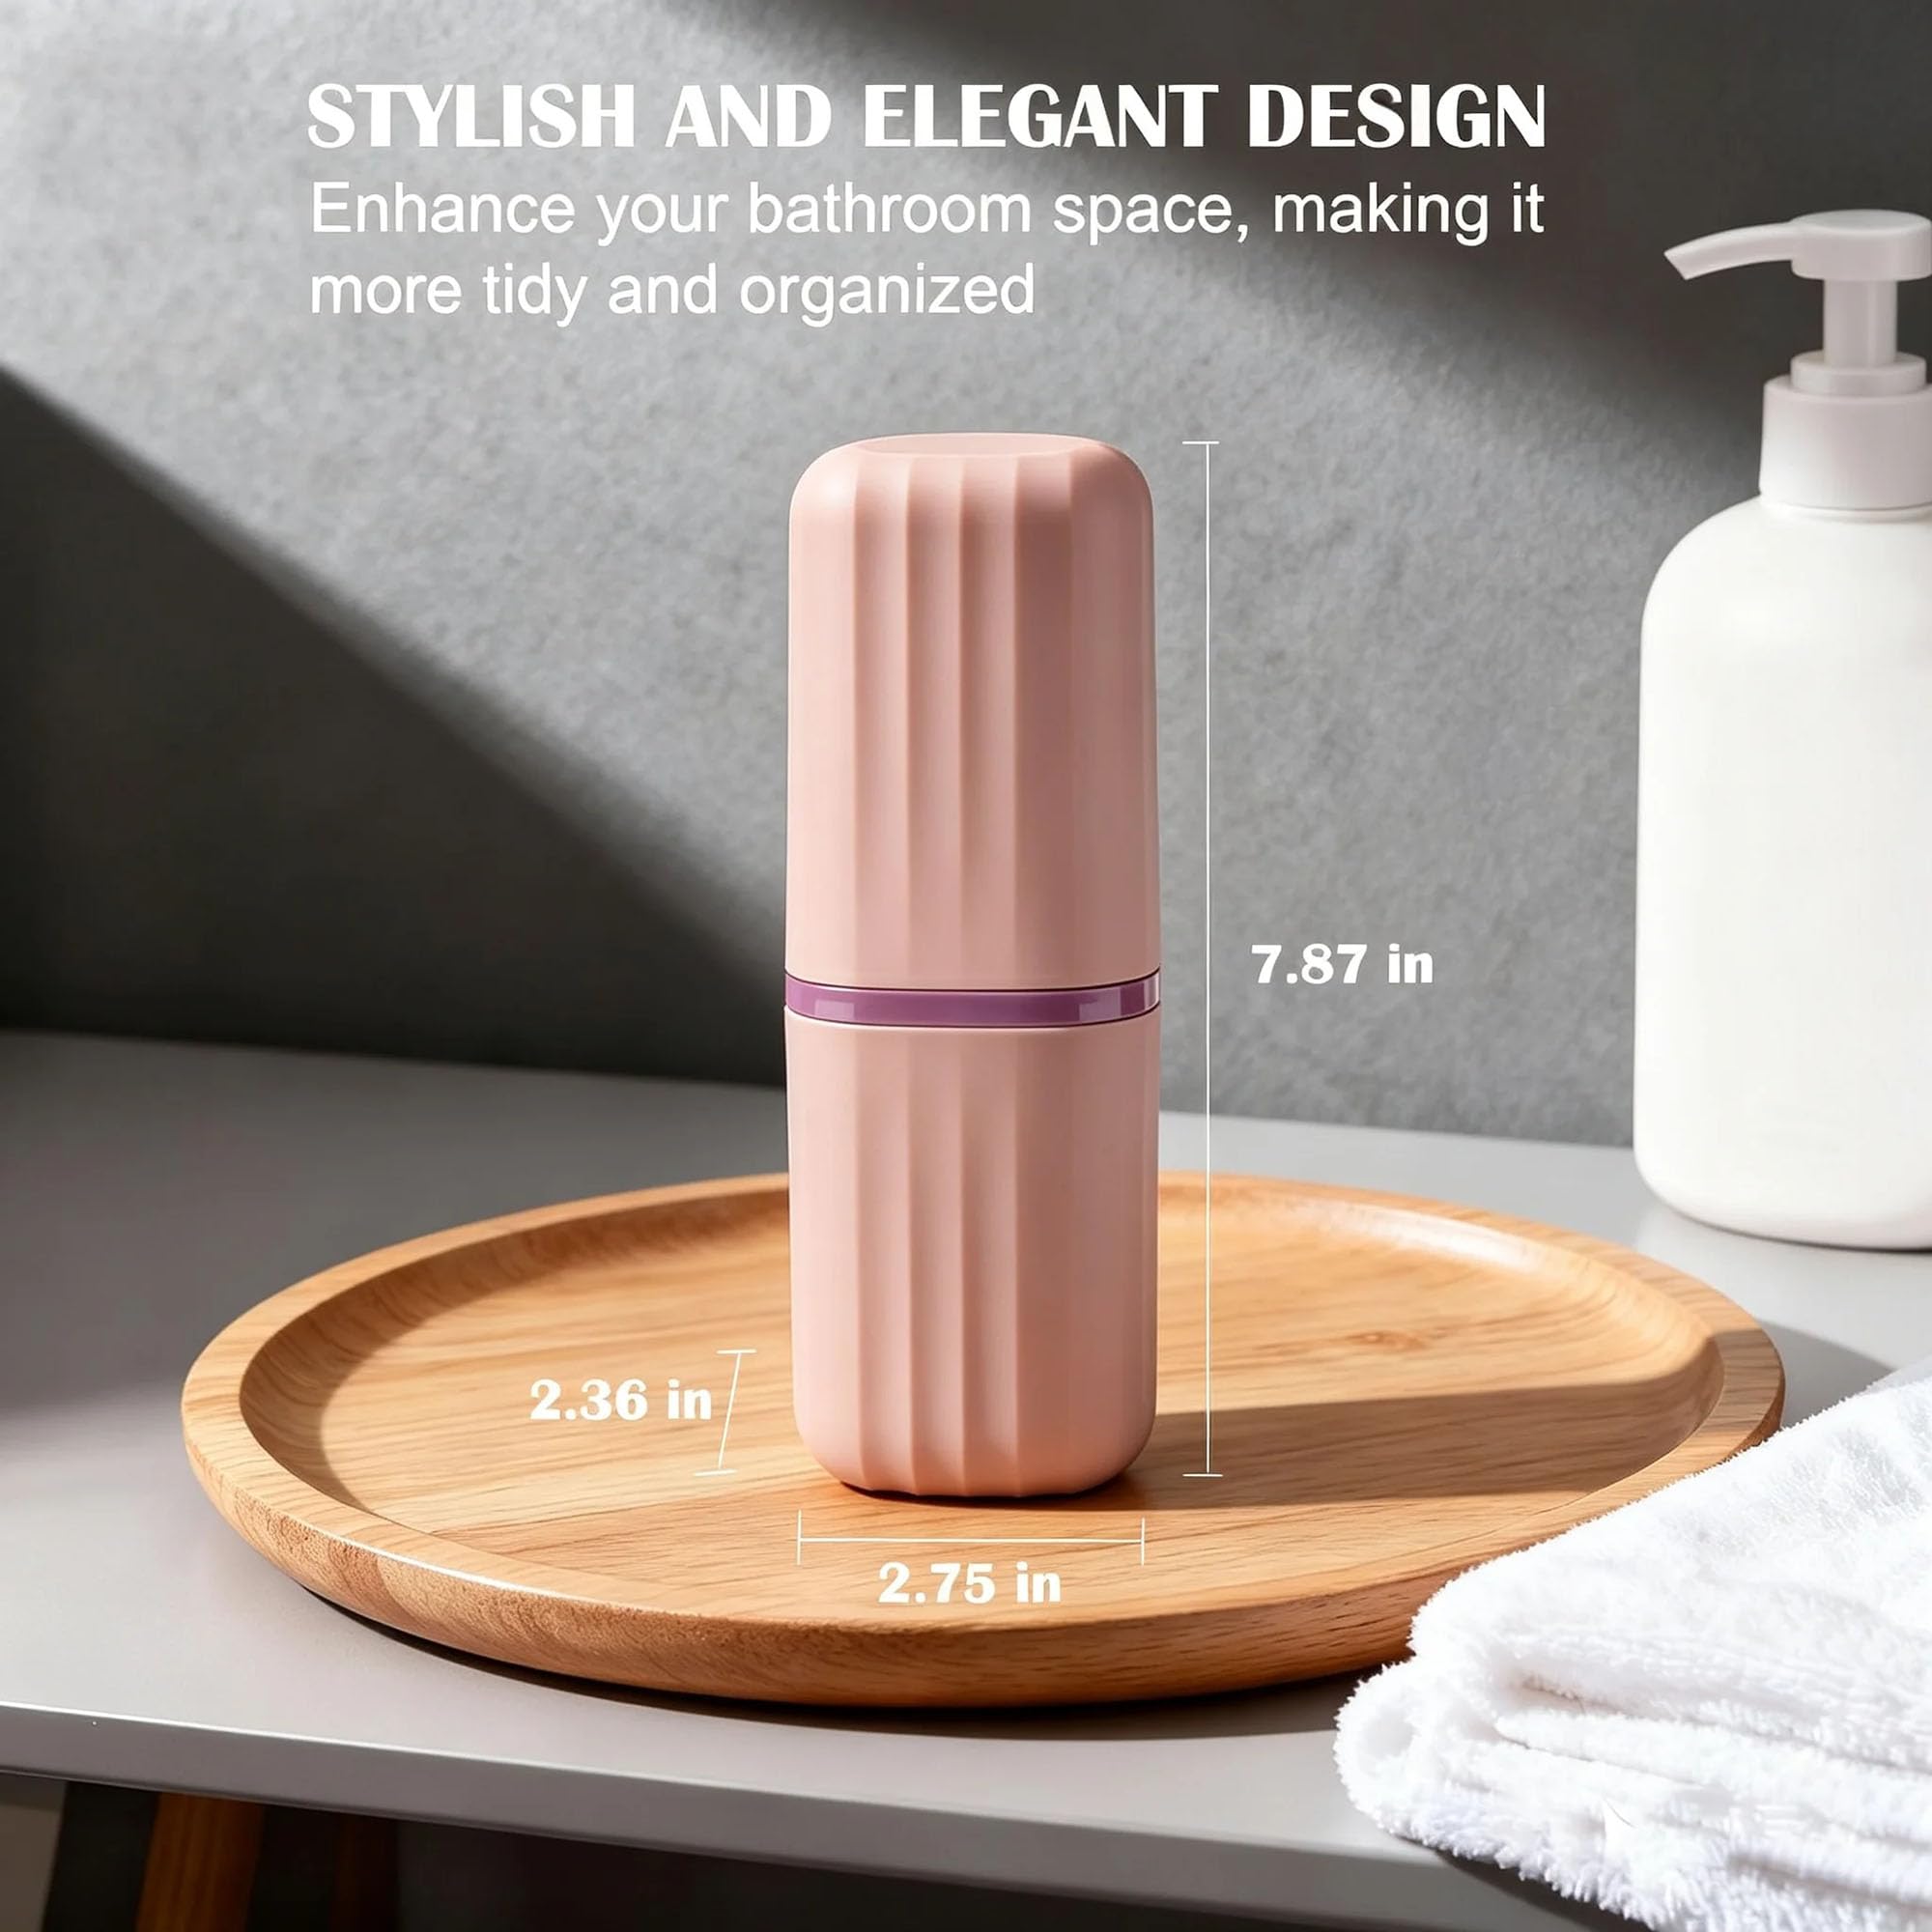 STYLISH AND ELEGANT DESIGN
Enhance your bathroom space, making it
more tidy and organized
7.87 in
2.36 in
2.75 in